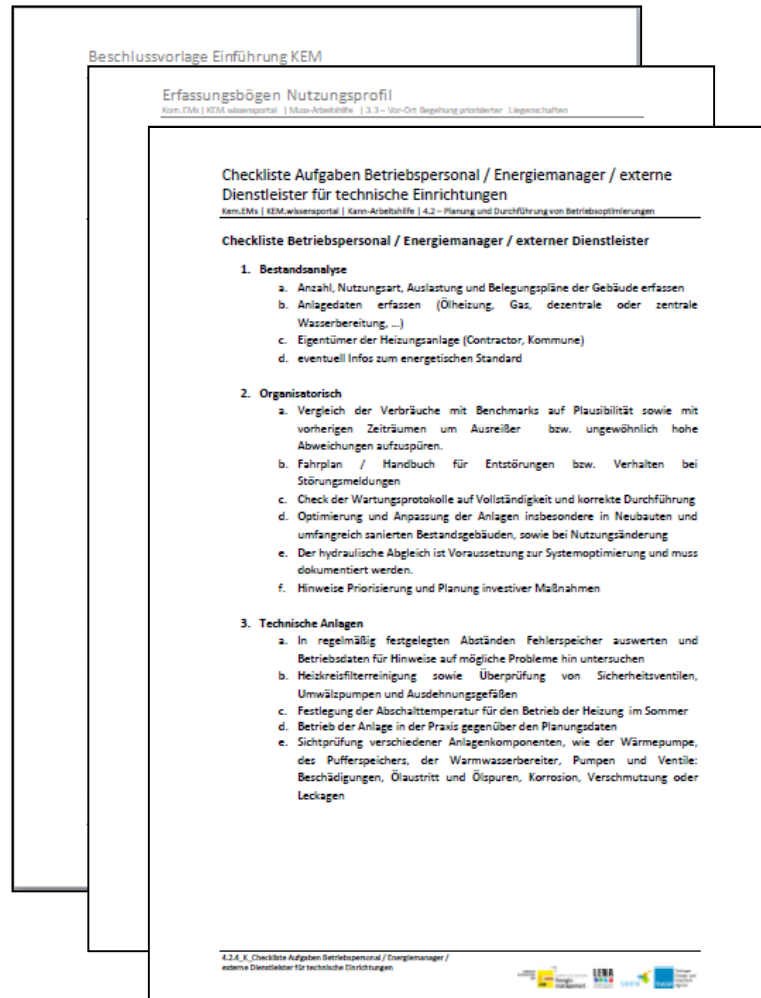 Beschlussvorlage Einführung KEM
Erfassungsbögen Nutzungsprofil
Kom.EMs | KEM.wissensportal | Muss-Arbeitshilfe | 3.3 – Vor-Ort Begehung priorisierter Liegenschaften
Checkliste Aufgaben Betriebspersonal / Energiemanager / externe
Dienstleister für technische Einrichtungen
Kom.EMs | KEM.wissensportal | Kann-Arbeitshilfe | 4.2 – Planung und Durchführung von Betriebsoptimierungen
Checkliste Betriebspersonal / Energiemanager / externer Dienstleister
1. Bestandsanalyse
a. Anzahl, Nutzungsart, Auslastung und Belegungspläne der Gebäude erfassen
b. Anlagedaten erfassen (Ölheizung, Gas, dezentrale oder zentrale
Wasserbereitung, …)
c. Eigentümer der Heizungsanlage (Contractor, Kommune)
d. eventuell Infos zum energetischen Standard
2. Organisatorisch
a. Vergleich der Verbräuche mit Benchmarks auf Plausibilität sowie mit
vorherigen Zeiträumen um Ausreißer bzw. ungewöhnlich hohe
Abweichungen aufzuspüren.
b. Fahrplan / Handbuch für Entstörungen bzw. Verhalten bei
Störungsmeldungen
c. Check der Wartungsprotokolle auf Vollständigkeit und korrekte Durchführung
d. Optimierung und Anpassung der Anlagen insbesondere in Neubauten und
umfangreich sanierten Bestandsgebäuden, sowie bei Nutzungsänderung
e. Der hydraulische Abgleich ist Voraussetzung zur Systemoptimierung und muss
dokumentiert werden.
f. Hinweise Priorisierung und Planung investiver Maßnahmen
3. Technische Anlagen
a. In regelmäßig festgelegten Abständen Fehlerspeicher auswerten und
Betriebsdaten für Hinweise auf mögliche Probleme hin untersuchen
b. Heizkreisfilterreinigung sowie Überprüfung von Sicherheitsventilen,
Umwälzpumpen und Ausdehnungsgefäßen
c. Festlegung der Abschalttemperatur für den Betrieb der Heizung im Sommer
d. Betrieb der Anlage in der Praxis gegenüber den Planungsdaten
e. Sichtprüfung verschiedener Anlagenkomponenten, wie der Wärmepumpe,
des Pufferspeichers, der Warmwasserbereiter, Pumpen und Ventile:
Beschädigungen, Ölaustritt und Ölspuren, Korrosion, Verschmutzung oder
Leckagen
4.2.4_K_Checkliste Aufgaben Betriebspersonal / Energiemanager /
externe Dienstleister für technische Einrichtungen
LENA